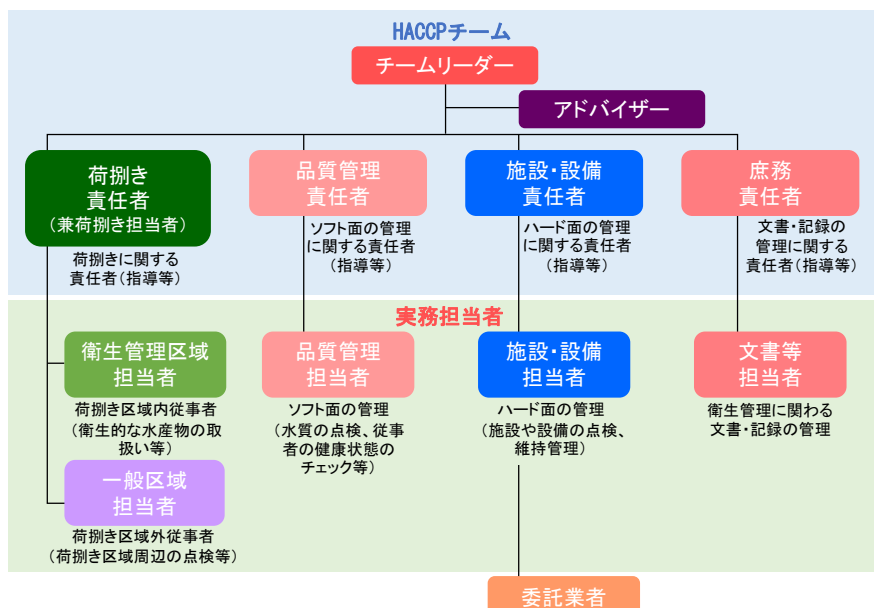 HACCPチーム
チームリーダー
アドバイザー
荷捌き
責任者
（兼荷捌き担当者）
荷捌きに関する
責任者（指導等）
品質管理
責任者
ソフト面の管理
に関する責任者
（指導等）
施設・設備
責任者
ハード面の管理
に関する責任者
（指導等）
庶務
責任者
文書・記録の
管理に関する
責任者（指導等）
実務担当者
衛生管理区域
担当者
荷捌き区域内従事者
（衛生的な水産物の取
扱い等）
一般区域
担当者
荷捌き区域外従事者
（荷捌き区域周辺の点検等）
品質管理
担当者
ソフト面の管理
（水質の点検、従事
者の健康状態の
チェック等）
施設・設備
担当者
ハード面の管理
（施設や設備の点検、
維持管理）
文書等
担当者
衛生管理に関わる
文書・記録の管理
委託業者